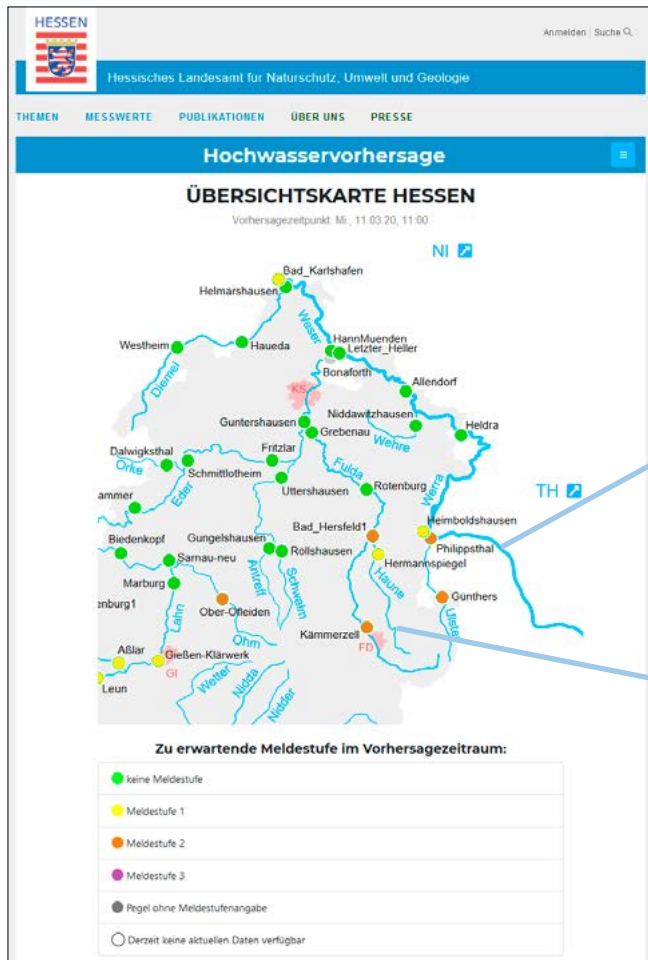 HESSEN
Anmelden | Suche
Hessisches Landesamt für Naturschutz, Umwelt und Geologie
THEMEN MESSWERTE PUBLIKATIONEN ÜBER UNS PRESSE
Hochwasservorhersage
ÜBERSICHTSKARTE HESSEN
Vorhersagezeitpunkt: Mi., 11.03.20, 11:00
NI
Bad_Karlshafen
Helmarshausen
Weser
HannMuenden
Westheim
Haueda
Letzter_Heller
Diemel
Bonaforth
KS
Allendorf
Niddawitzhausen
Guntershausen
Grebenau
Heldra
Wehre
Dalwigksthal
Fritzlar
Orke
Schmittlotheim
Fulda
Eder
Uttershausen
Rotenburg
Werra
TH
ammer
Bad_Hersfeld1
Heimboldshausen
Biedenkopf
Gungelshausen
Philippsthal
Sarnau-neu
Rollshausen
Hermannspiegel
Antreff
Schwalm
Haune
Marburg
Günthers
enburg1
Ober-Ofleiden
Lahn
Ulster
Ohm
Kämmerzell
FD
Aßlar
Gießen-Klärwerk
GI
Wetter
Nidda
Nidder
Leun
Zu erwartende Meldestufe im Vorhersagezeitraum:
keine Meldestufe
Meldestufe 1
Meldestufe 2
Meldestufe 3
Pegel ohne Meldestufenangabe
Derzeit keine aktuellen Daten verfügbar